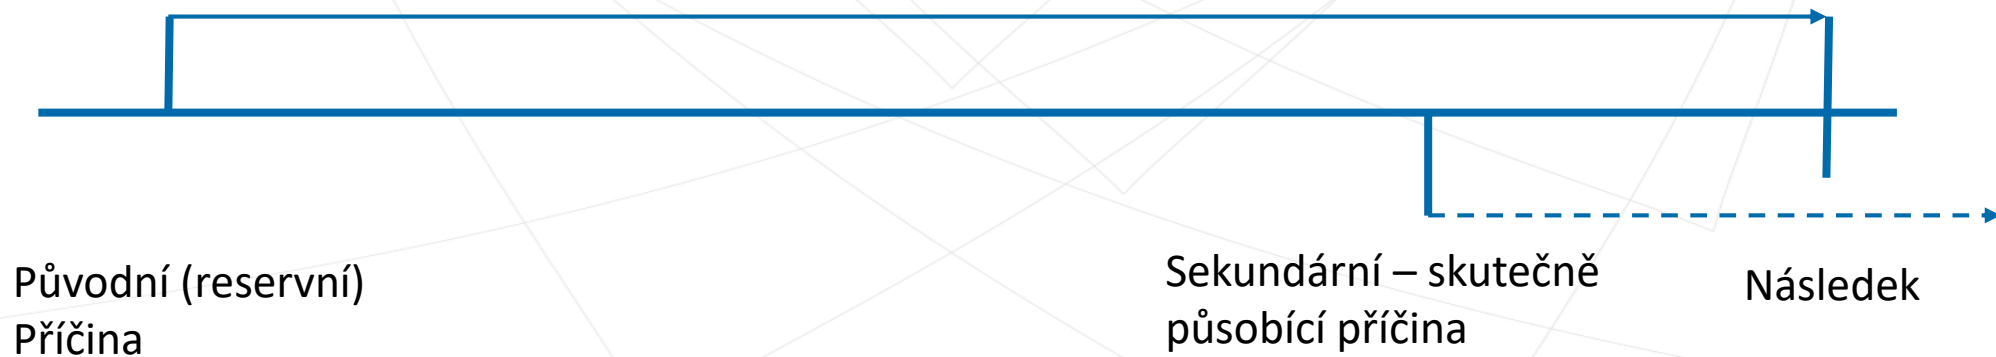 Původní (reservní)
Příčina
Sekundární – skutečně
působící příčina
Následek